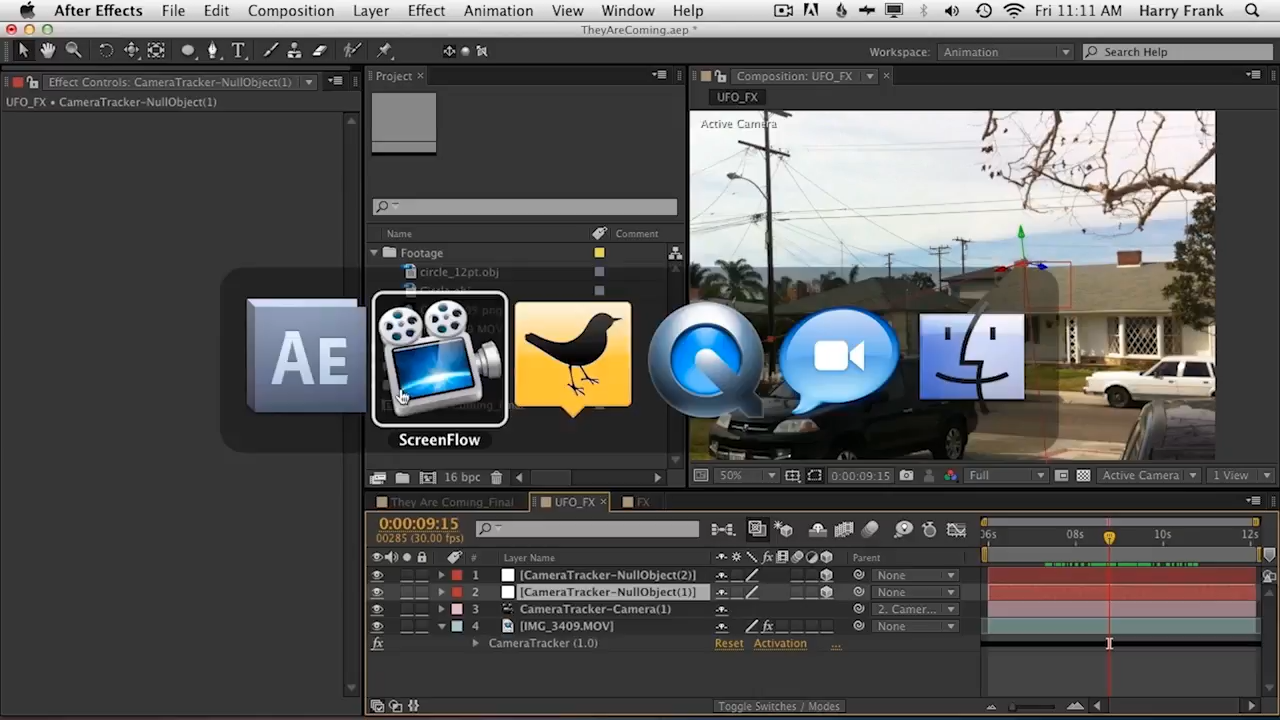 After Effects File Edit Composition Layer Effect Animation View Window Help Fri 11:11 AM Harry Frank
TheyAreComing.aep *
Workspace: Animation Search Help
Effect Controls: CameraTracker-NullObject(1)
Project
Composition: UFO_FX
UFO_FX • CameraTracker-NullObject(1)
UFO_FX
Active Camera
Name Comment
Footage
circle_12pt.obj
AE
ScreenFlow
16 bpc
50% 0:00:09:15 Full Active Camera 1 View
They Are Coming_Final UFO_FX FX
0:00:09:15
00285 (30.00 fps)
06s 08s 10s 12s
# Layer Name fx Parent
1 [CameraTracker-NullObject(2)] None
2 [CameraTracker-NullObject(1)] None
3 CameraTracker-Camera(1) 2. Camer...
4 [IMG_3409.MOV] fx None
fx CameraTracker (1.0) Reset Activation ...
Toggle Switches / Modes